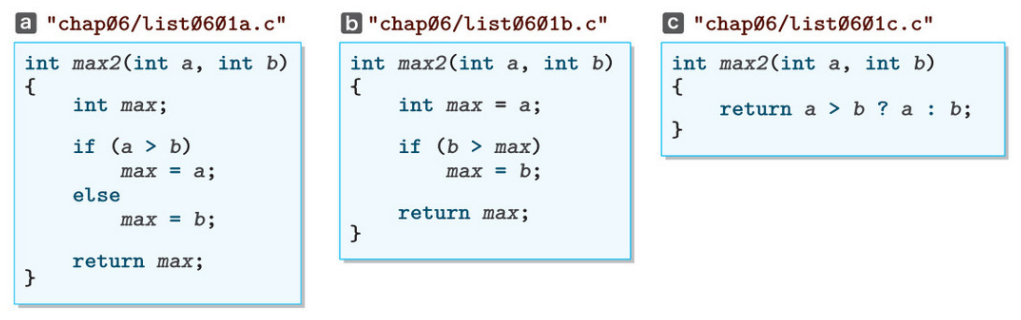 a "chap06/list0601a.c"
int max2(int a, int b)
{
    int max;
    if (a > b)
        max = a;
    else
        max = b;
    return max;
}
b "chap06/list0601b.c"
int max2(int a, int b)
{
    int max = a;
    if (b > max)
        max = b;
    return max;
}
c "chap06/list0601c.c"
int max2(int a, int b)
{
    return a > b ? a : b;
}